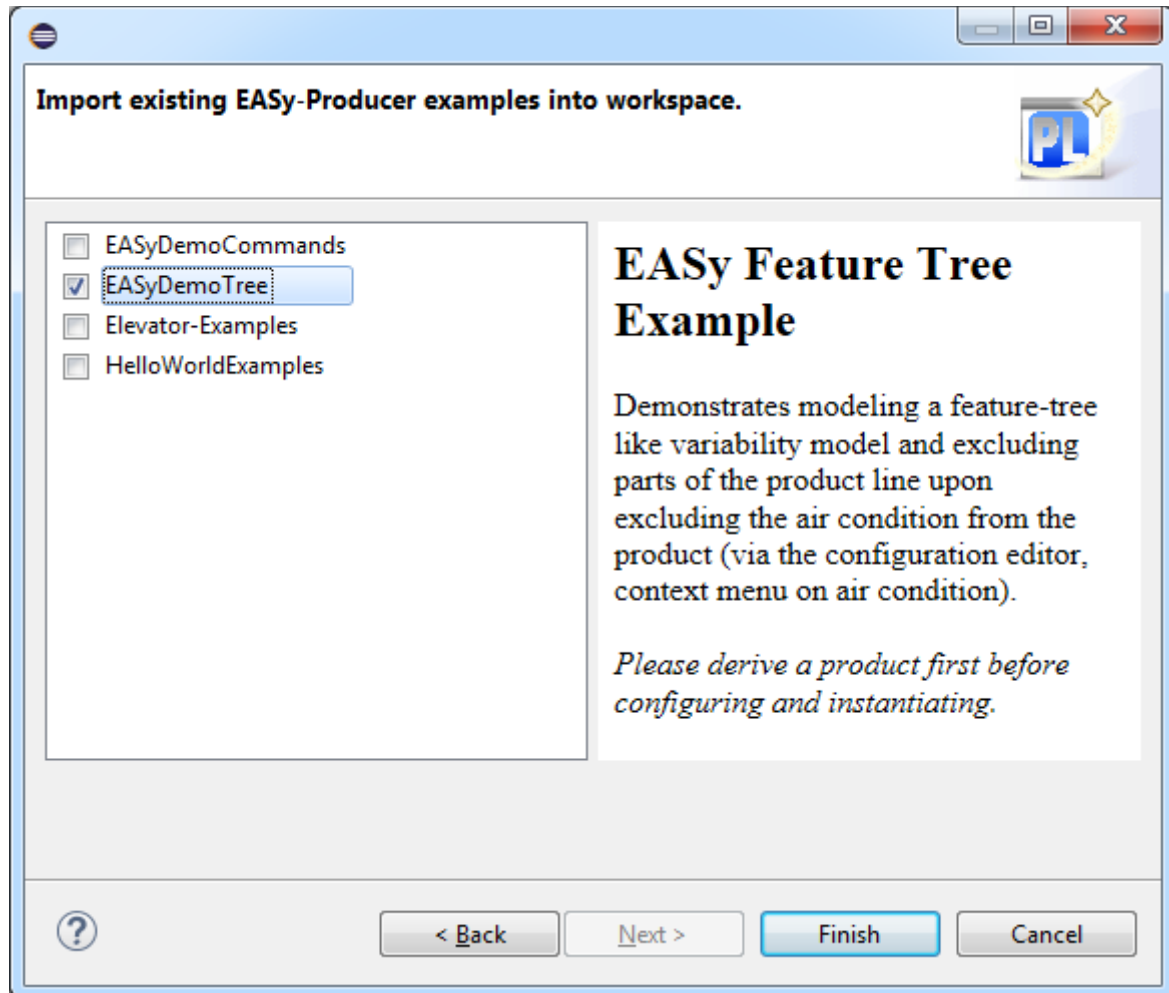 Import existing EASy-Producer examples into workspace.
PL
EASyDemoCommands
EASyDemoTree
Elevator-Examples
HelloWorldExamples
EASy Feature Tree
Example
Demonstrates modeling a feature-tree
like variability model and excluding
parts of the product line upon
excluding the air condition from the
product (via the configuration editor,
context menu on air condition).
Please derive a product first before
configuring and instantiating.
?
< Back
Next >
Finish
Cancel